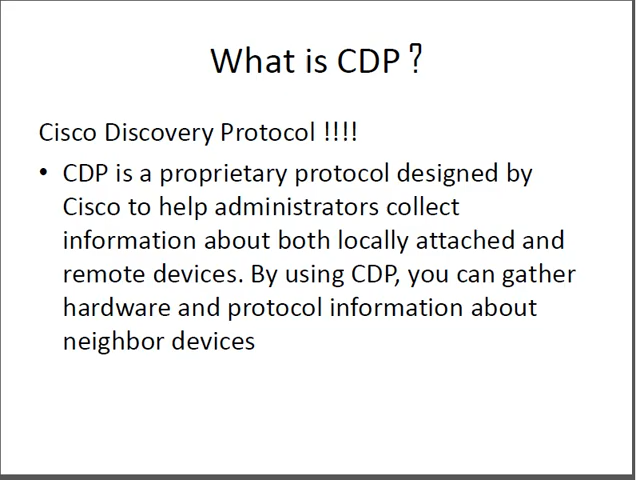 What is CDP ?
Cisco Discovery Protocol !!!!
• CDP is a proprietary protocol designed by
Cisco to help administrators collect
information about both locally attached and
remote devices. By using CDP, you can gather
hardware and protocol information about
neighbor devices